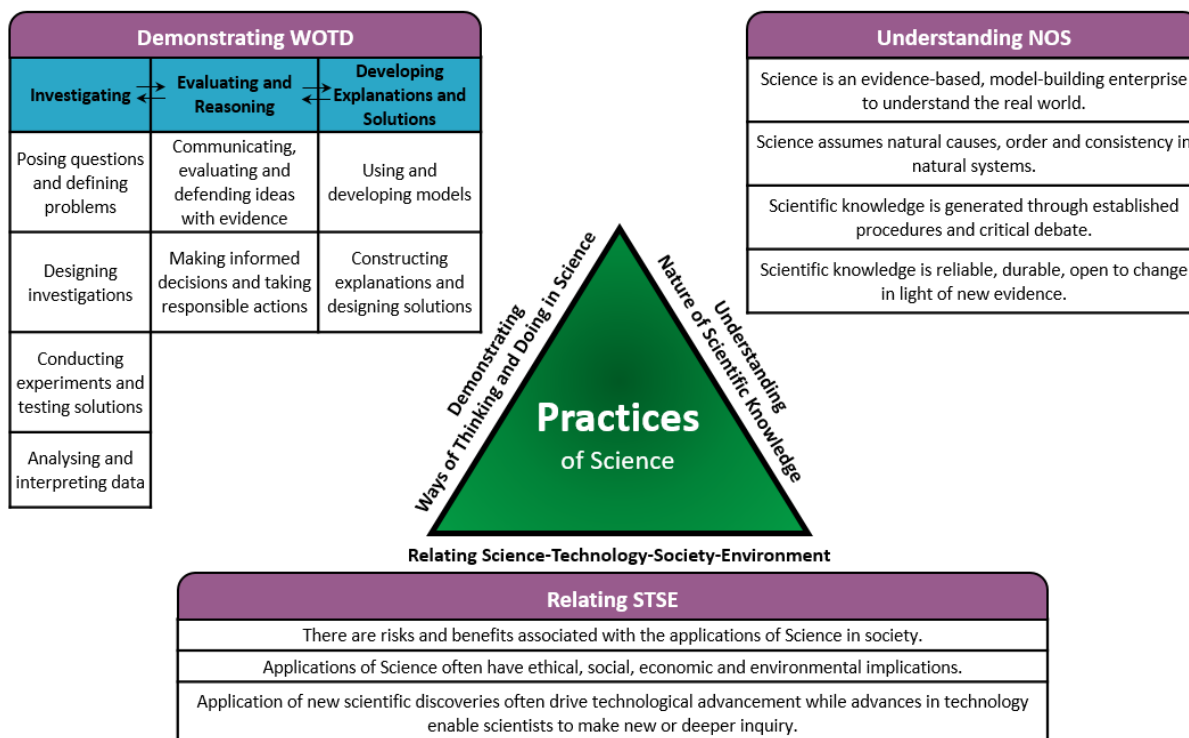 Demonstrating WOTD
Investigating
Evaluating and
Reasoning
Developing
Explanations and
Solutions
Posing questions
and defining
problems
Communicating,
evaluating and
defending ideas
with evidence
Using and
developing models
Designing
investigations
Making informed
decisions and taking
responsible actions
Constructing
explanations and
designing solutions
Conducting
experiments and
testing solutions
Analysing and
interpreting data
Understanding NOS
Science is an evidence-based, model-building enterprise
to understand the real world.
Science assumes natural causes, order and consistency in
natural systems.
Scientific knowledge is generated through established
procedures and critical debate.
Scientific knowledge is reliable, durable, open to change
in light of new evidence.
Demonstrating
Ways of Thinking and Doing in Science
Understanding
Nature of Scientific Knowledge
Practices
of Science
Relating Science-Technology-Society-Environment
Relating STSE
There are risks and benefits associated with the applications of Science in society.
Applications of Science often have ethical, social, economic and environmental implications.
Application of new scientific discoveries often drive technological advancement while advances in technology
enable scientists to make new or deeper inquiry.